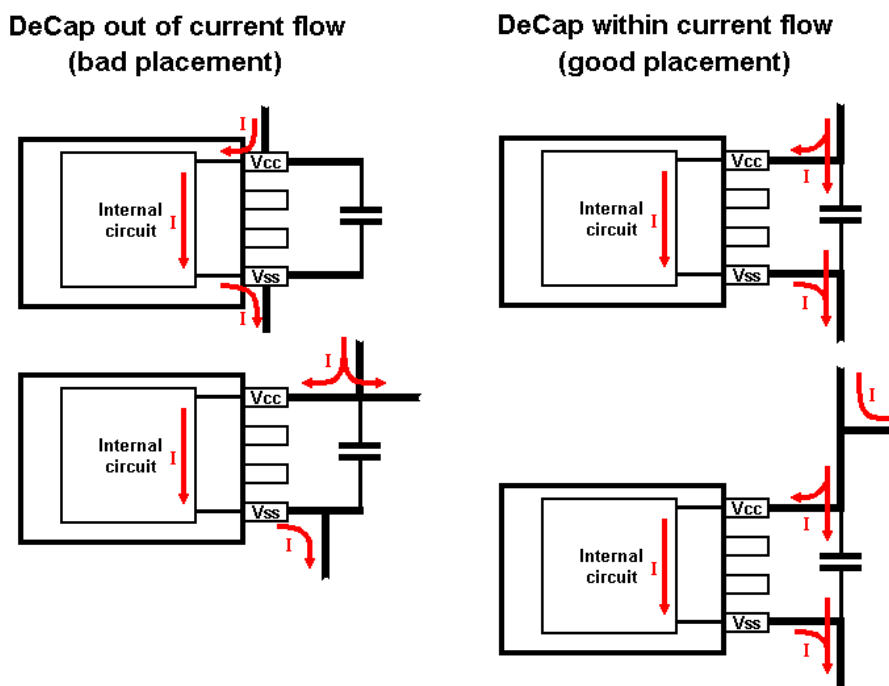 DeCap out of current flow
(bad placement)
DeCap within current flow
(good placement)
I
Vcc
Internal
circuit
I
Vss
I
I
Vcc
Internal
circuit
I
Vss
I
I
Vcc
Internal
circuit
I
Vss
I
I
I
Vcc
Internal
circuit
I
Vss
I